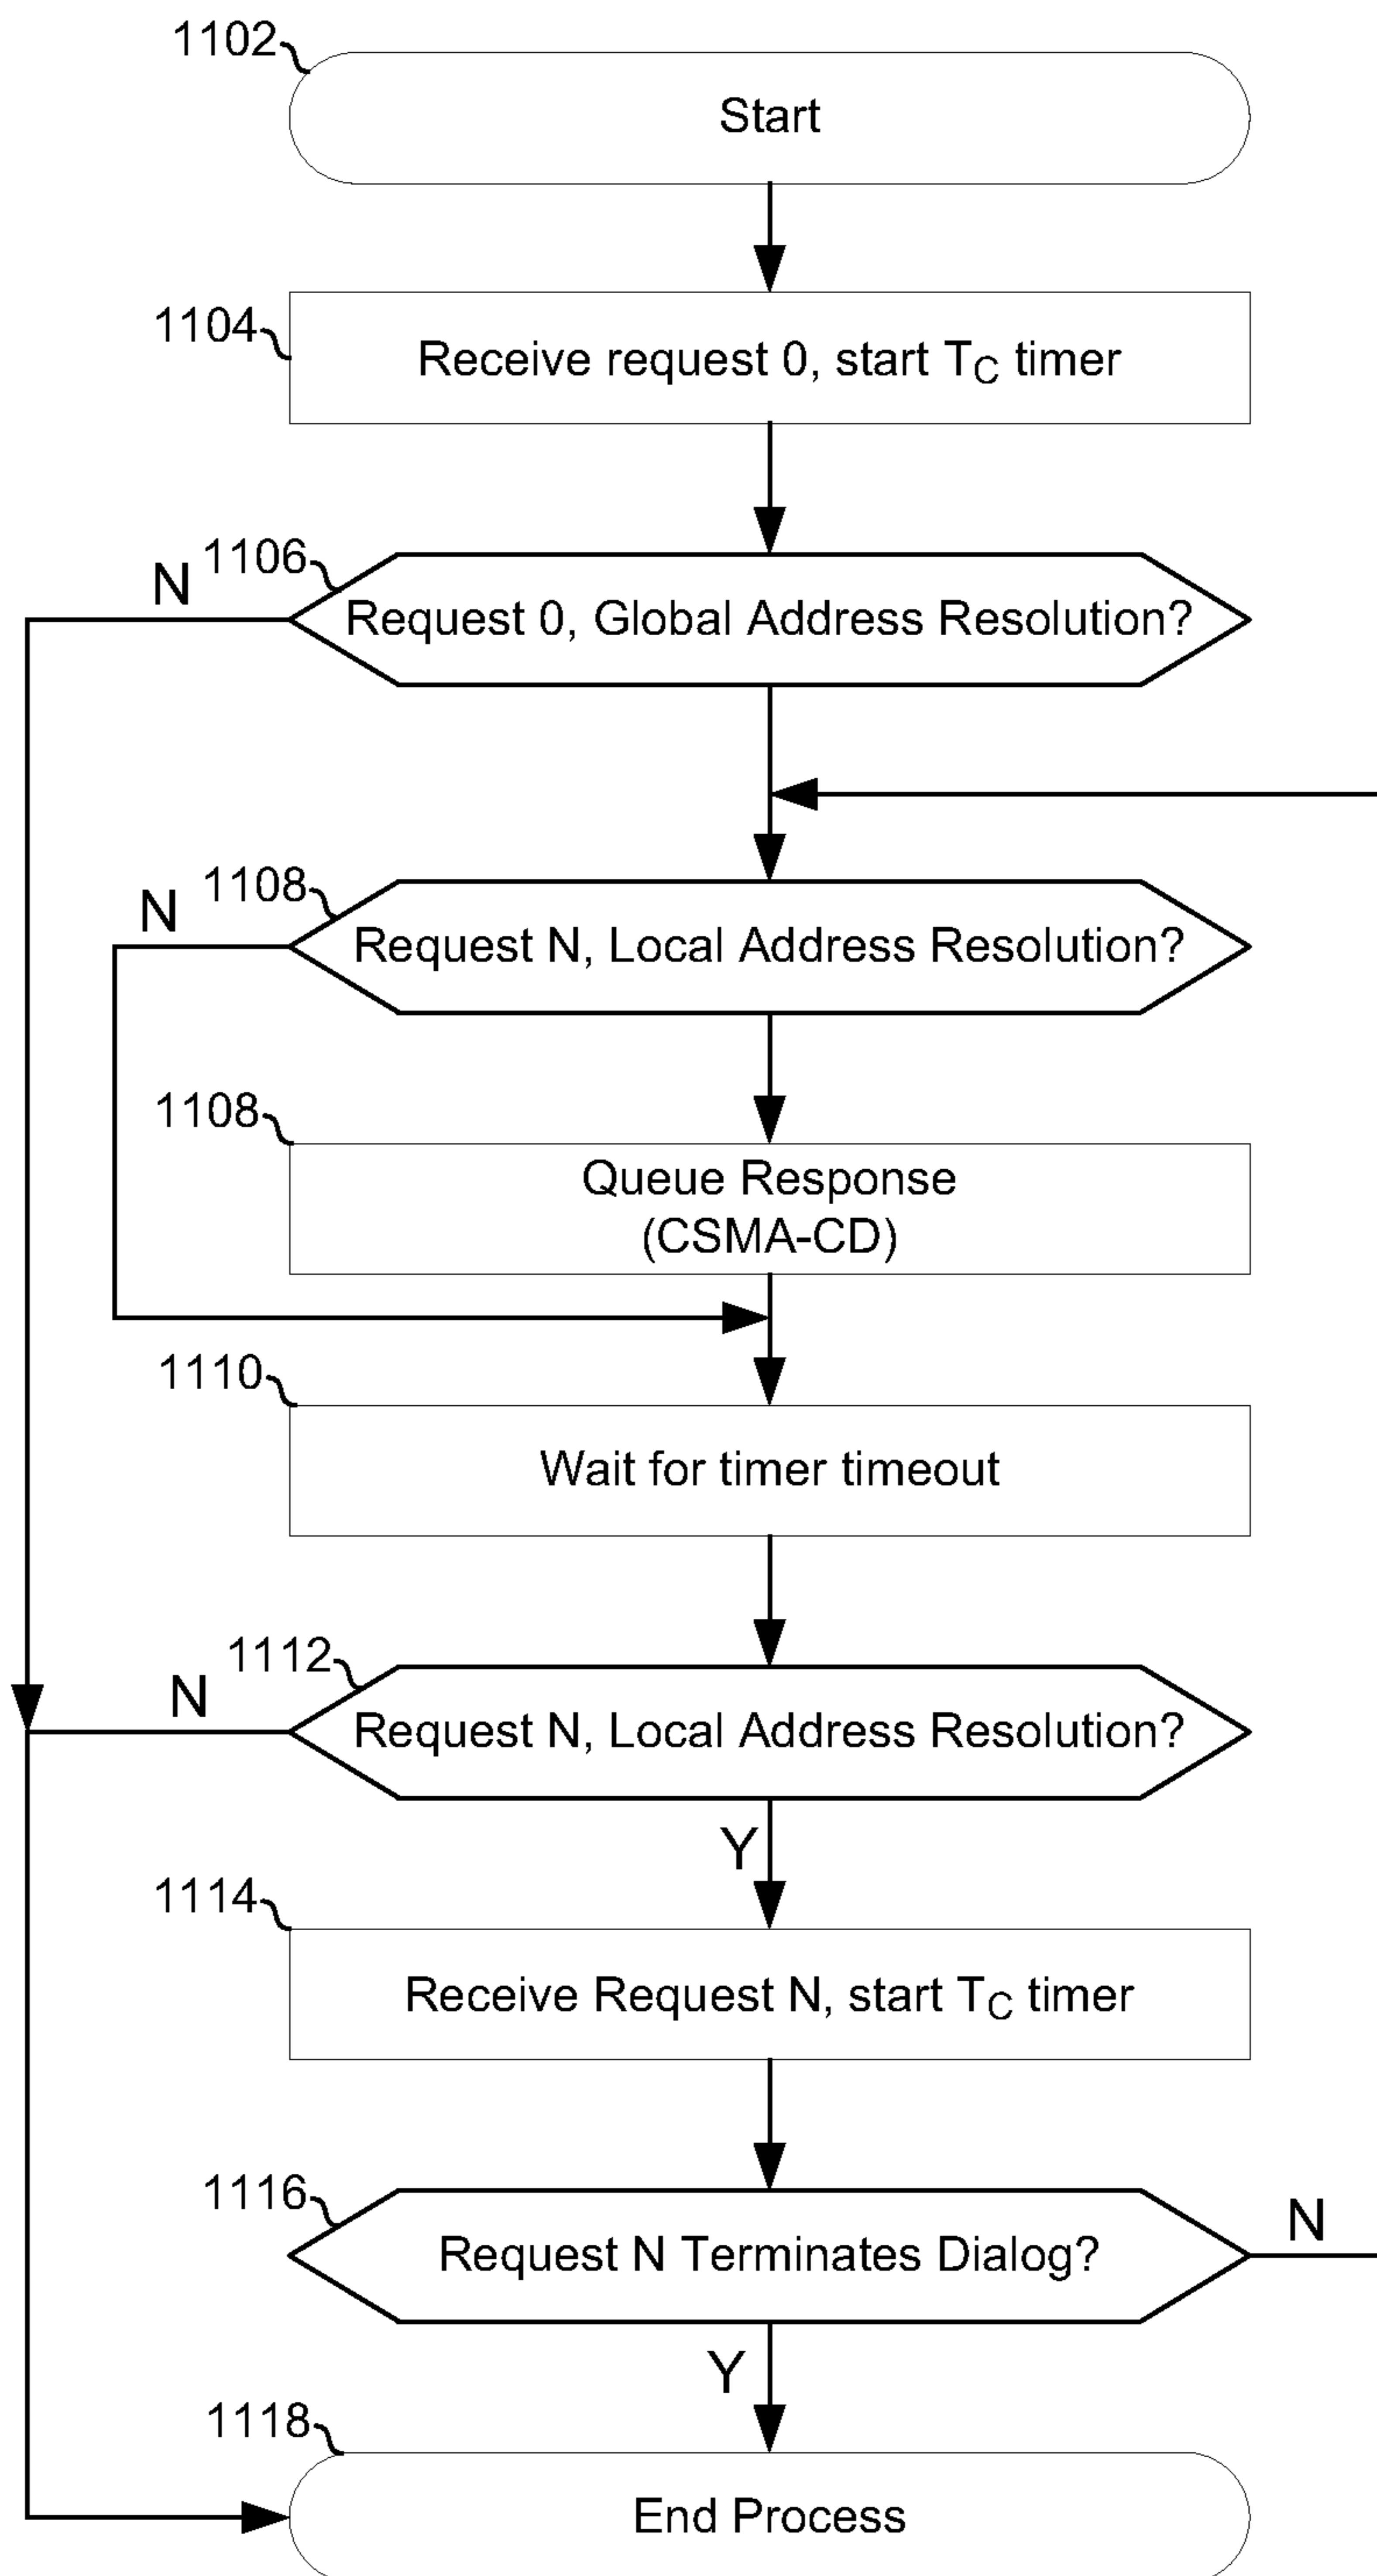 1102
Start
1104
Receive request 0, start TC timer
1106
N
Request 0, Global Address Resolution?
1108
N
Request N, Local Address Resolution?
1108
Queue Response
(CSMA-CD)
1110
Wait for timer timeout
1112
N
Request N, Local Address Resolution?
Y
1114
Receive Request N, start TC timer
1116
N
Request N Terminates Dialog?
Y
1118
End Process